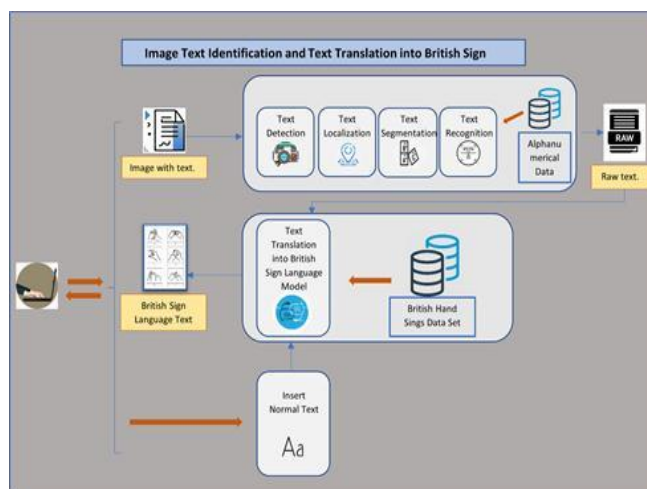 Image Text Identification and Text Translation into British Sign
Text
Detection
Text
Localization
Text
Segmentation
Text
Recognition
Alphanu
merical
Data
RAW
Image with text.
Raw text.
Text
Translation
into British
Sign Language
Model
British Sign
Language Text
British Hand
Sings Data Set
Insert
Normal Text
Aa